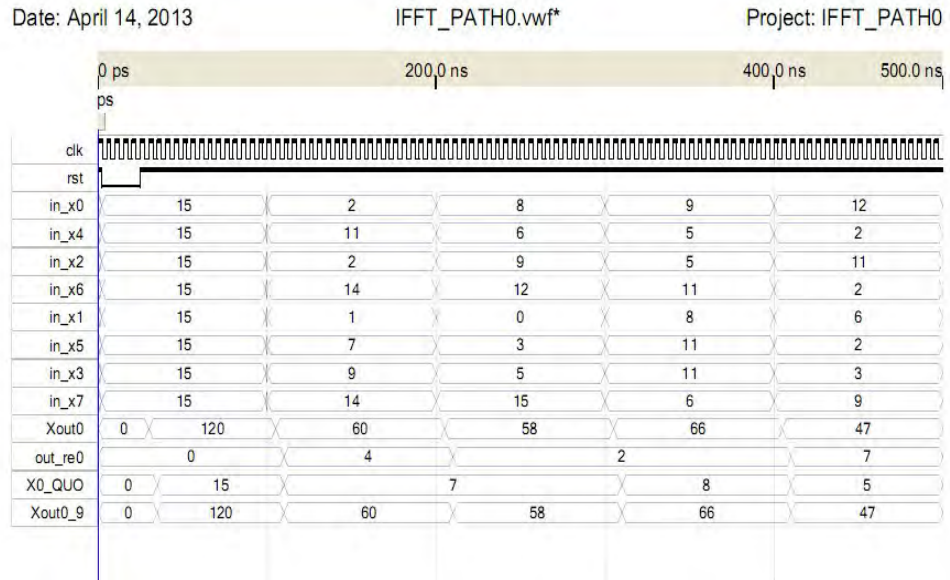 Date: April 14, 2013 IFFT_PATH0.vwf* Project: IFFT_PATH0
0 ps 200.0 ns 400.0 ns 500.0 ns
ps
clk
rst
in_x0 15 2 8 9 12
in_x4 15 11 6 5 2
in_x2 15 2 9 5 11
in_x6 15 14 12 11 2
in_x1 15 1 0 8 6
in_x5 15 7 3 11 2
in_x3 15 9 5 11 3
in_x7 15 14 15 6 9
Xout0 0 120 60 58 66 47
out_re0 0 4 2 7
X0_QUO 0 15 7 8 5
Xout0_9 0 120 60 58 66 47